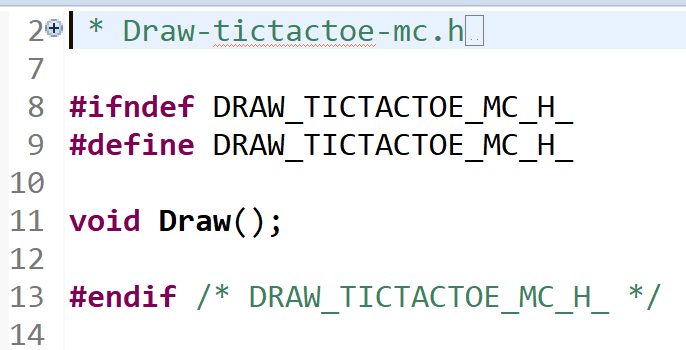 2 * Draw-tictactoe-mc.h
7
8 #ifndef DRAW_TICTACTOE_MC_H_
9 #define DRAW_TICTACTOE_MC_H_
10
11 void Draw();
12
13 #endif /* DRAW_TICTACTOE_MC_H_ */
14